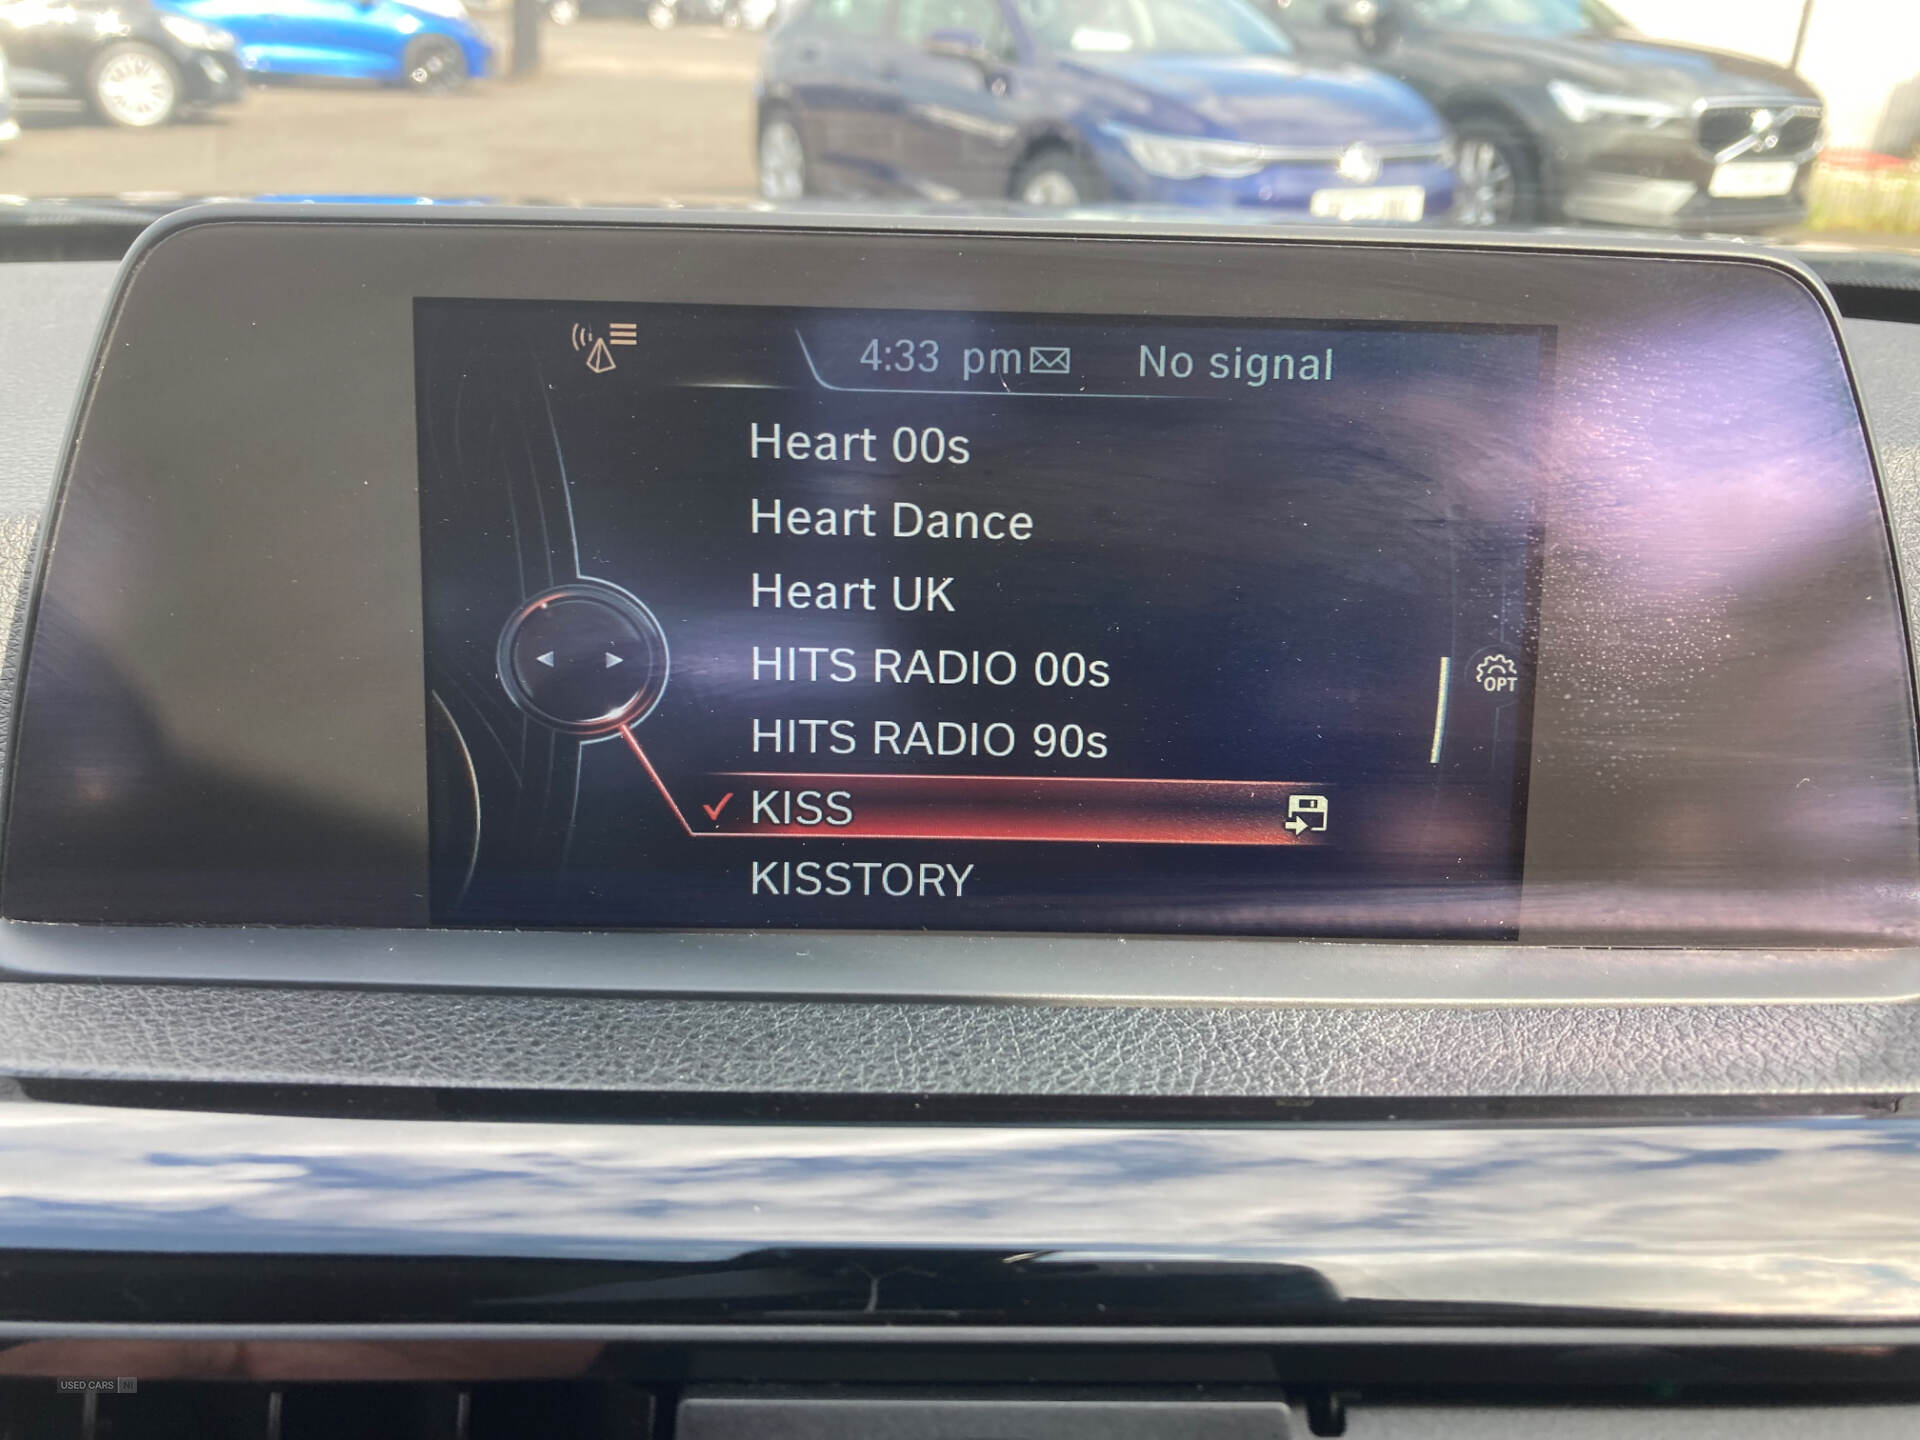 4:33 pm No signal
Heart 00s
Heart Dance
Heart UK
HITS RADIO 00s
OPT
HITS RADIO 90s
KISS
KISSTORY
USED CARS NI